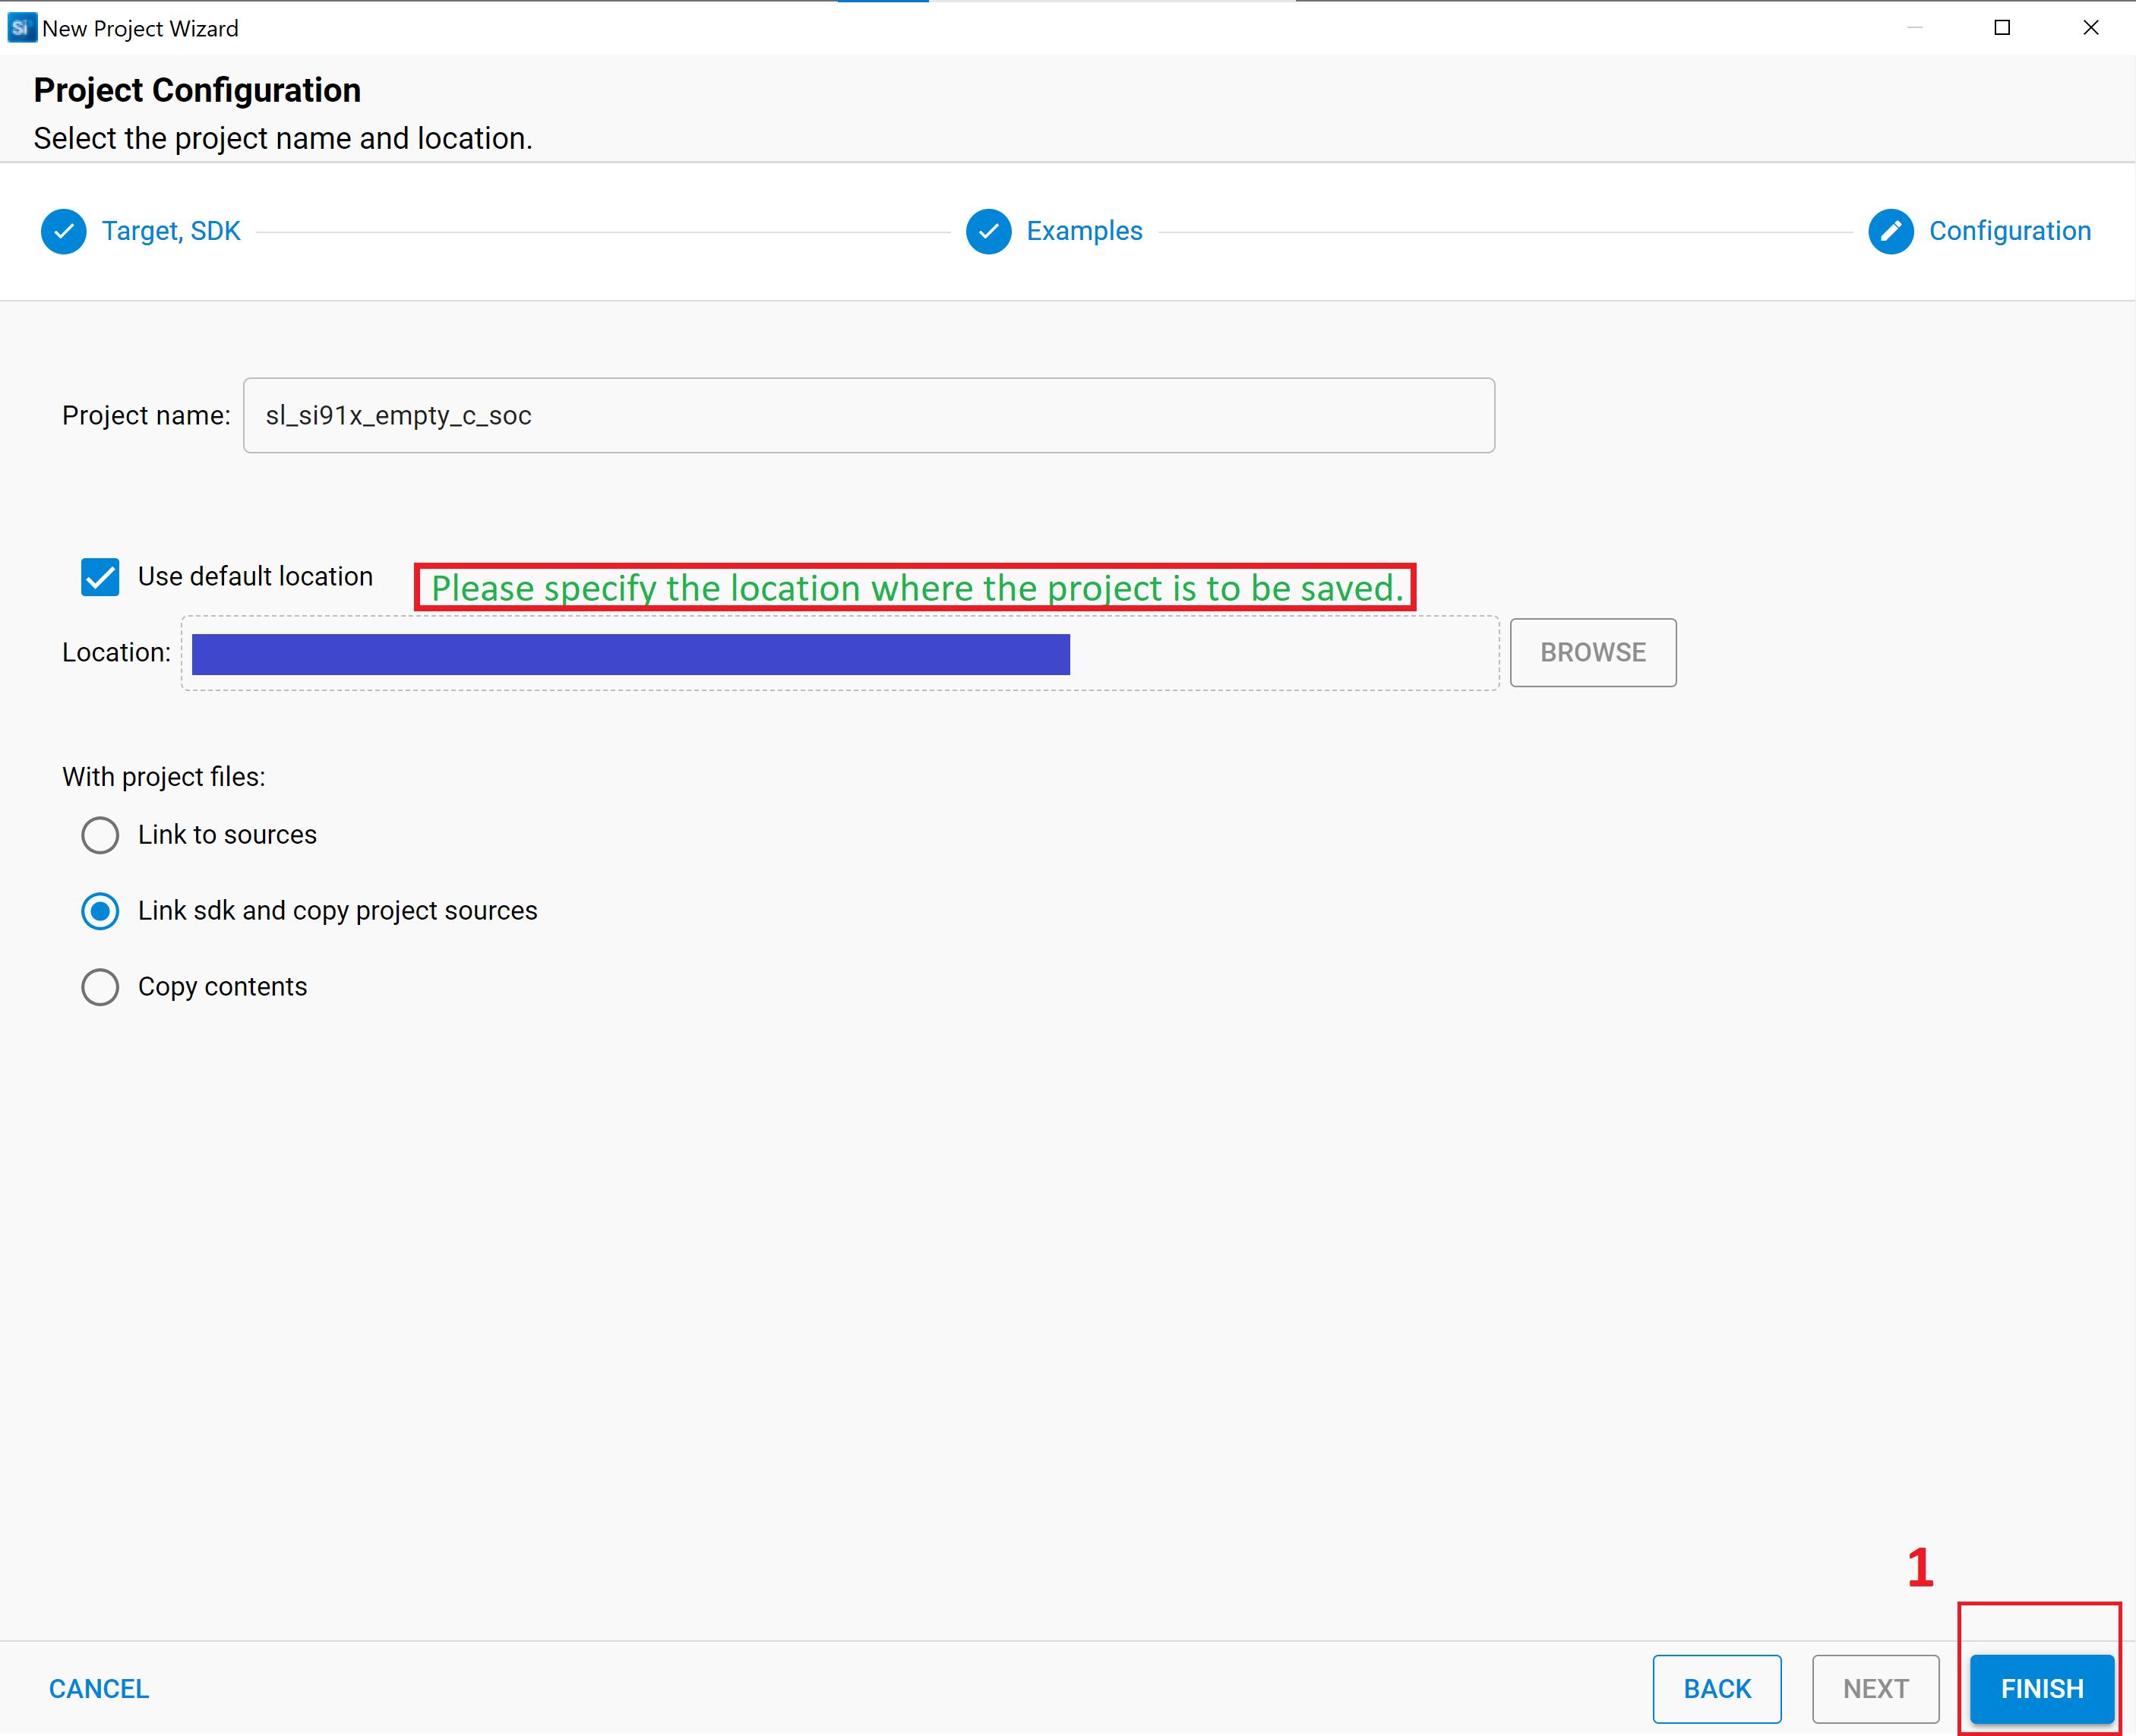 Si New Project Wizard
Project Configuration
Select the project name and location.
Target, SDK Examples Configuration
Project name: sl_si91x_empty_c_soc
Use default location Please specify the location where the project is to be saved.
Location: BROWSE
With project files:
Link to sources
Link sdk and copy project sources
Copy contents
1
CANCEL BACK NEXT FINISH